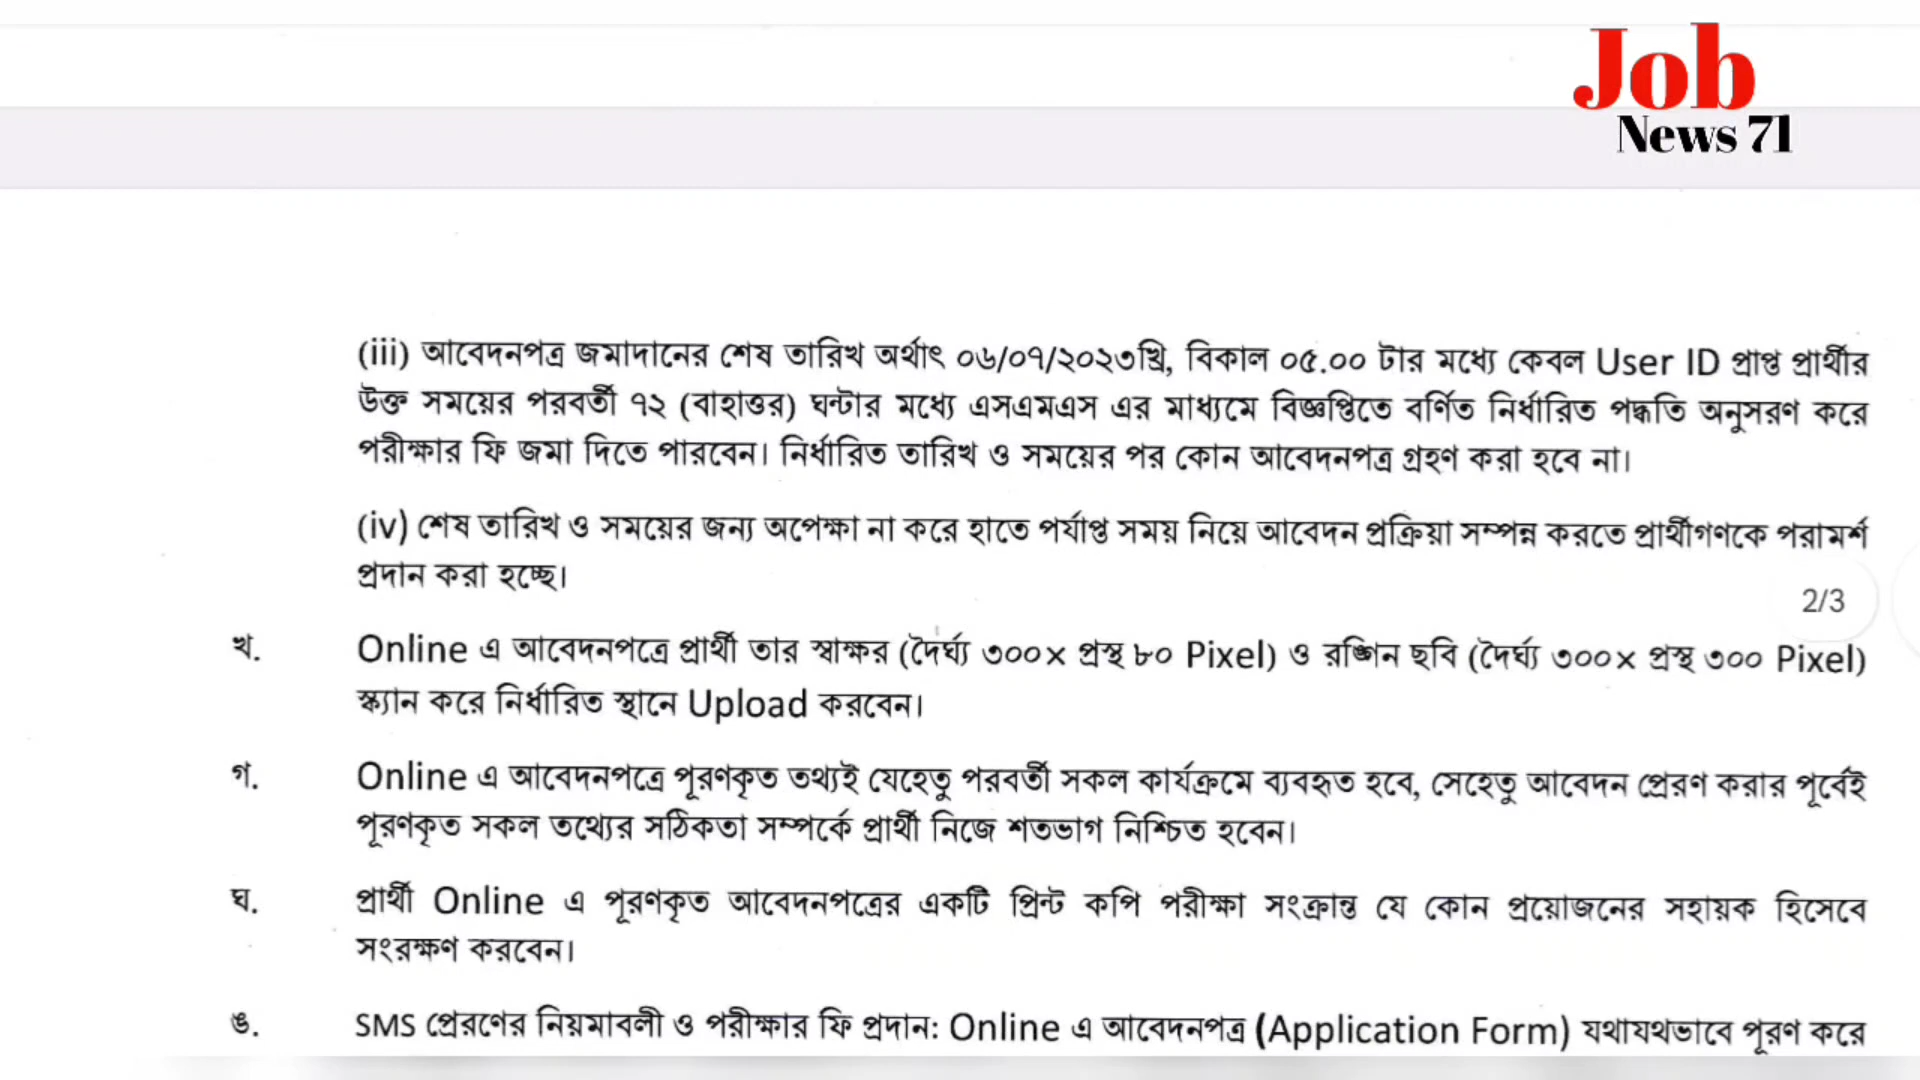 Job
News 71
(iii) আবেদনপত্র জমাদানের শেষ তারিখ অর্থাৎ ০৬/০৭/২০২৩খ্রি, বিকাল ০৫.০০ টার মধ্যে কেবল User ID প্রাপ্ত প্রার্থীর
উক্ত সময়ের পরবর্তী ৭২ (বাহাত্তর) ঘন্টার মধ্যে এসএমএস এর মাধ্যমে বিজ্ঞপ্তিতে বর্ণিত নির্ধারিত পদ্ধতি অনুসরণ করে
পরীক্ষার ফি জমা দিতে পারবেন। নির্ধারিত তারিখ ও সময়ের পর কোন আবেদনপত্র গ্রহণ করা হবে না।
(iv) শেষ তারিখ ও সময়ের জন্য অপেক্ষা না করে হাতে পর্যাপ্ত সময় নিয়ে আবেদন প্রক্রিয়া সম্পন্ন করতে প্রার্থীগণকে পরামর্শ
প্রদান করা হচ্ছে।
2/3
খ. Online এ আবেদনপত্রে প্রার্থী তার স্বাক্ষর (দৈর্ঘ্য ৩০০x প্রস্থ ৮০ Pixel) ও রঙ্গিন ছবি (দৈর্ঘ্য ৩০০x প্রস্থ ৩০০ Pixel)
স্ক্যান করে নির্ধারিত স্থানে Upload করবেন।
গ. Online এ আবেদনপত্রে পূরণকৃত তথ্যই যেহেতু পরবর্তী সকল কার্যক্রমে ব্যবহৃত হবে, সেহেতু আবেদন প্রেরণ করার পূর্বেই
পূরণকৃত সকল তথ্যের সঠিকতা সম্পর্কে প্রার্থী নিজে শতভাগ নিশ্চিত হবেন।
ঘ. প্রার্থী Online এ পূরণকৃত আবেদনপত্রের একটি প্রিন্ট কপি পরীক্ষা সংক্রান্ত যে কোন প্রয়োজনের সহায়ক হিসেবে
সংরক্ষণ করবেন।
ঙ. SMS প্রেরণের নিয়মাবলী ও পরীক্ষার ফি প্রদান: Online এ আবেদনপত্র (Application Form) যথাযথভাবে পূরণ করে